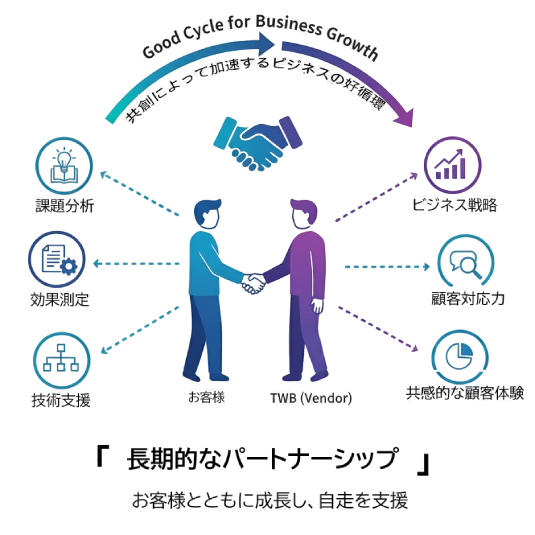 Good Cycle for Business Growth
共創によって加速するビジネスの好循環
課題分析
ビジネス戦略
効果測定
顧客対応力
技術支援
共感的な顧客体験
お客様
TWB (Vendor)
「 長期的なパートナーシップ 」
お客様とともに成長し、自走を支援